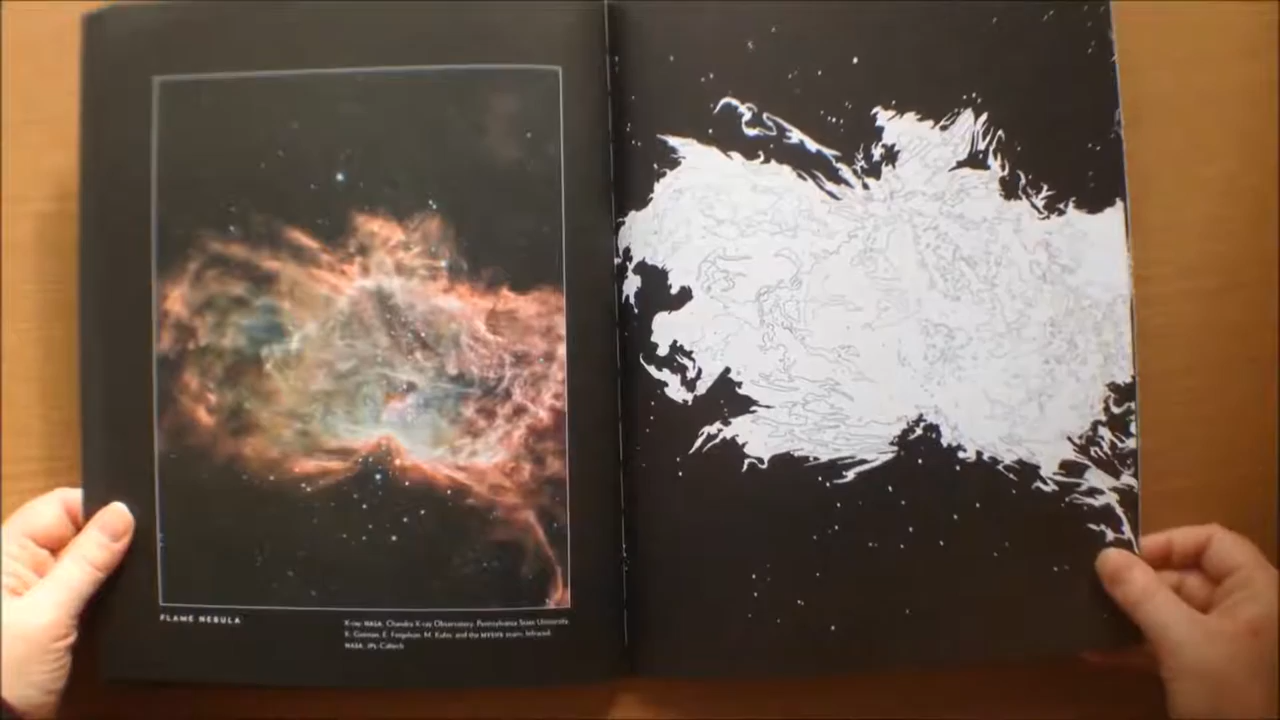 FLAME NEBULA
X-ray: NASA, Chandra X-ray Observatory, Pennsylvania State University,
E. Feigelson, M. Kuhn, and the MYStIX team; Infrared:
NASA, JPL-Caltech